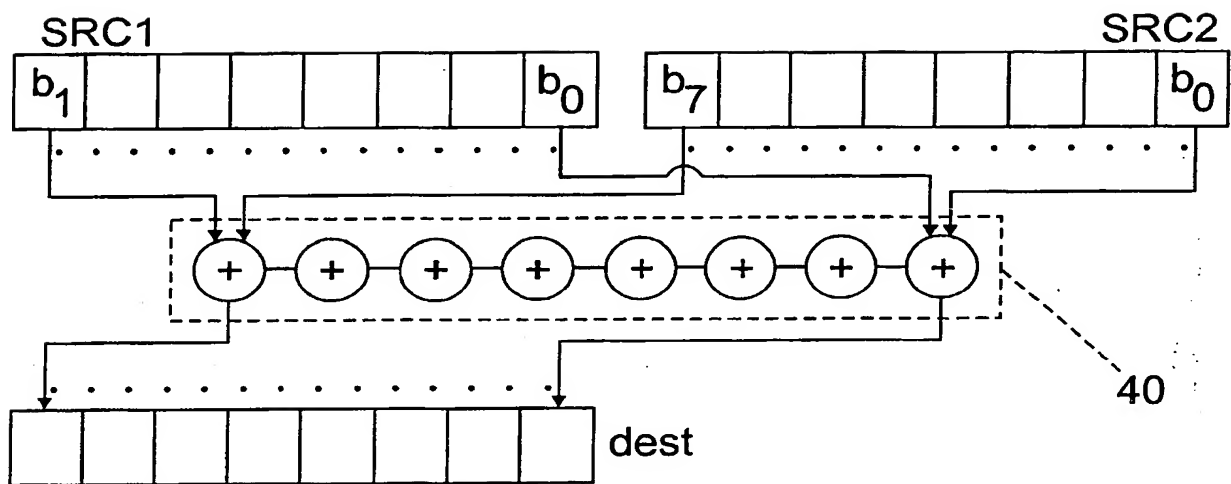 SRC1 SRC2
b₁ b₀ b₇ b₀
+ + + + + + + +
40
dest